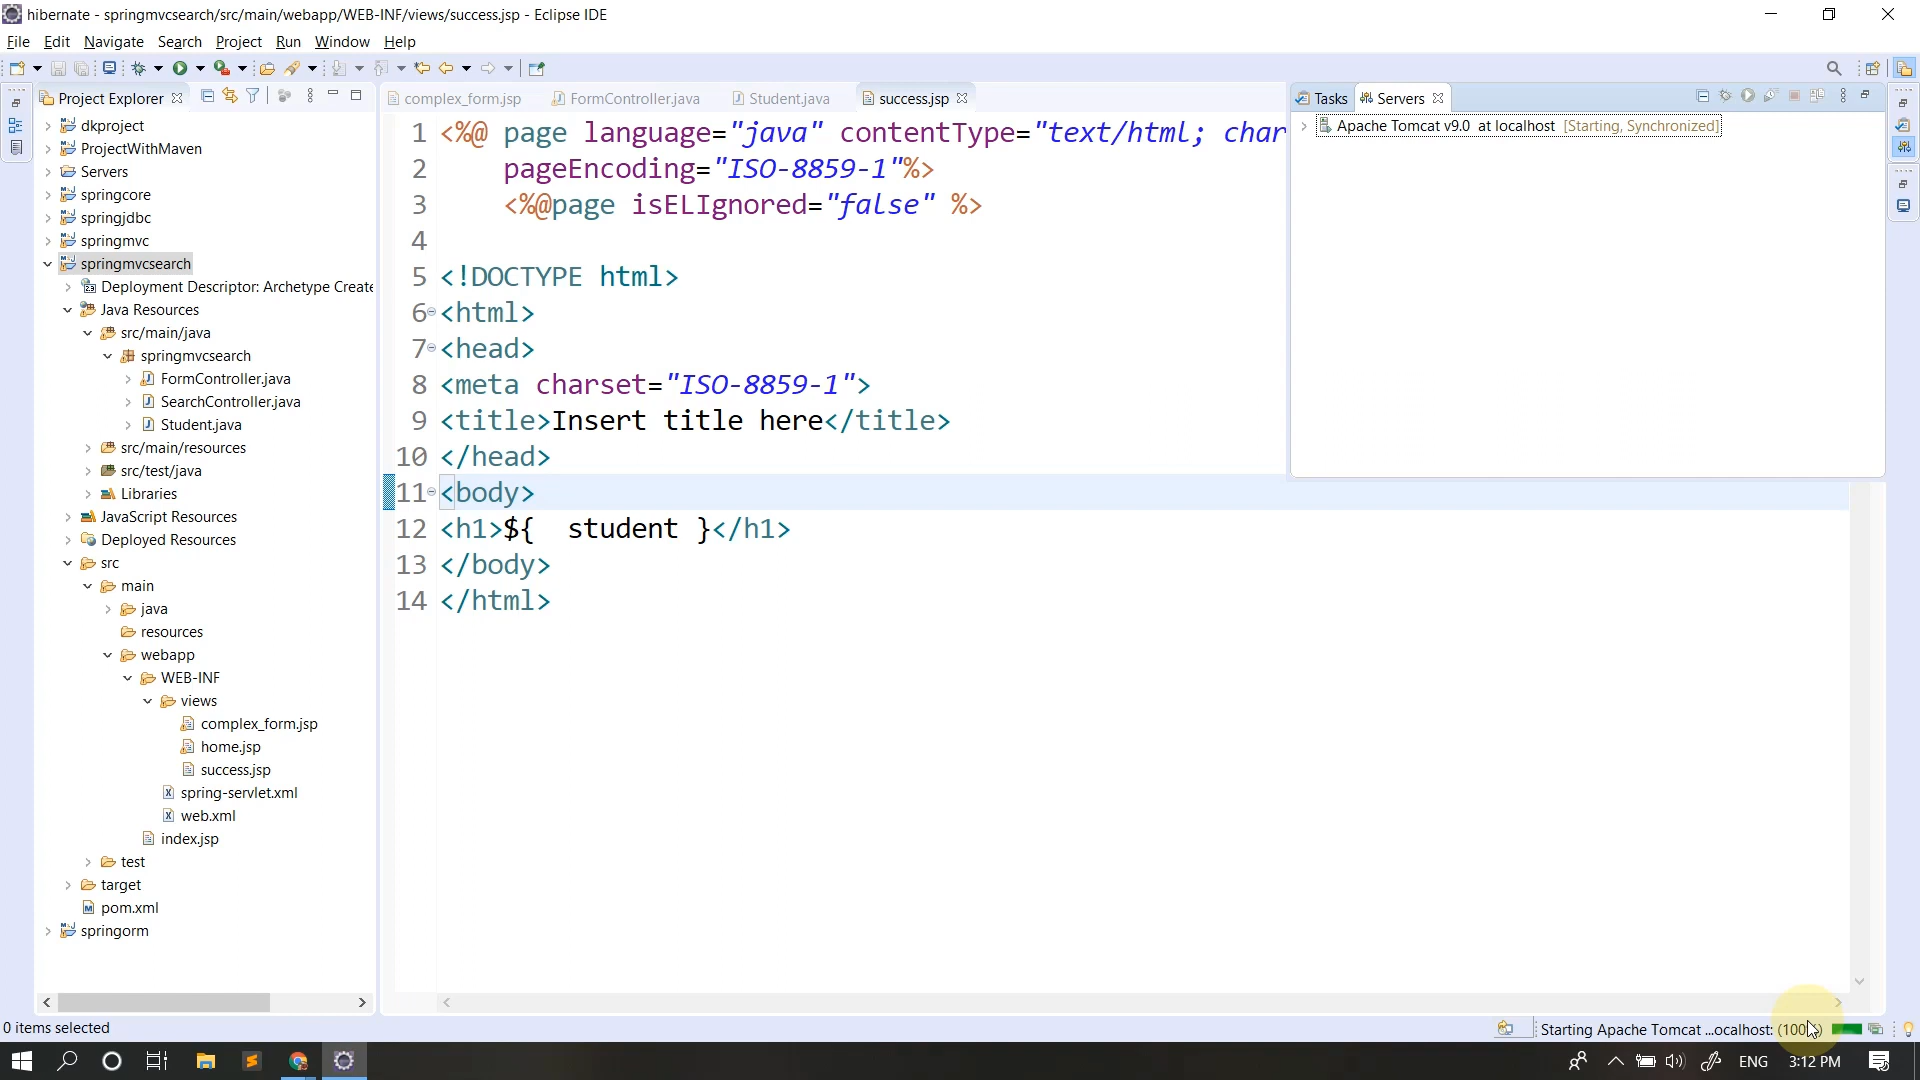 hibernate - springmvcsearch/src/main/webapp/WEB-INF/views/success.jsp - Eclipse IDE
File Edit Navigate Search Project Run Window Help
Project Explorer
dkproject
ProjectWithMaven
Servers
springcore
springjdbc
springmvc
springmvcsearch
Deployment Descriptor: Archetype Create
Java Resources
src/main/java
springmvcsearch
FormController.java
SearchController.java
Student.java
src/main/resources
src/test/java
Libraries
JavaScript Resources
Deployed Resources
src
main
java
resources
webapp
WEB-INF
views
complex_form.jsp
home.jsp
success.jsp
spring-servlet.xml
web.xml
index.jsp
test
target
pom.xml
springorm
complex_form.jsp FormController.java Student.java success.jsp
1 <%@ page language="java" contentType="text/html; char
2 pageEncoding="ISO-8859-1"%>
3 <%@page isELIgnored="false" %>
4
5 <!DOCTYPE html>
6 <html>
7 <head>
8 <meta charset="ISO-8859-1">
9 <title>Insert title here</title>
10 </head>
11 <body>
12 <h1>${  student }</h1>
13 </body>
14 </html>
Tasks Servers
Apache Tomcat v9.0 at localhost [Starting, Synchronized]
0 items selected
Starting Apache Tomcat ...ocalhost: (100%)
ENG 3:12 PM